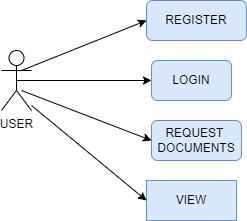 REGISTER
LOGIN
USER
REQUEST
DOCUMENTS
VIEW